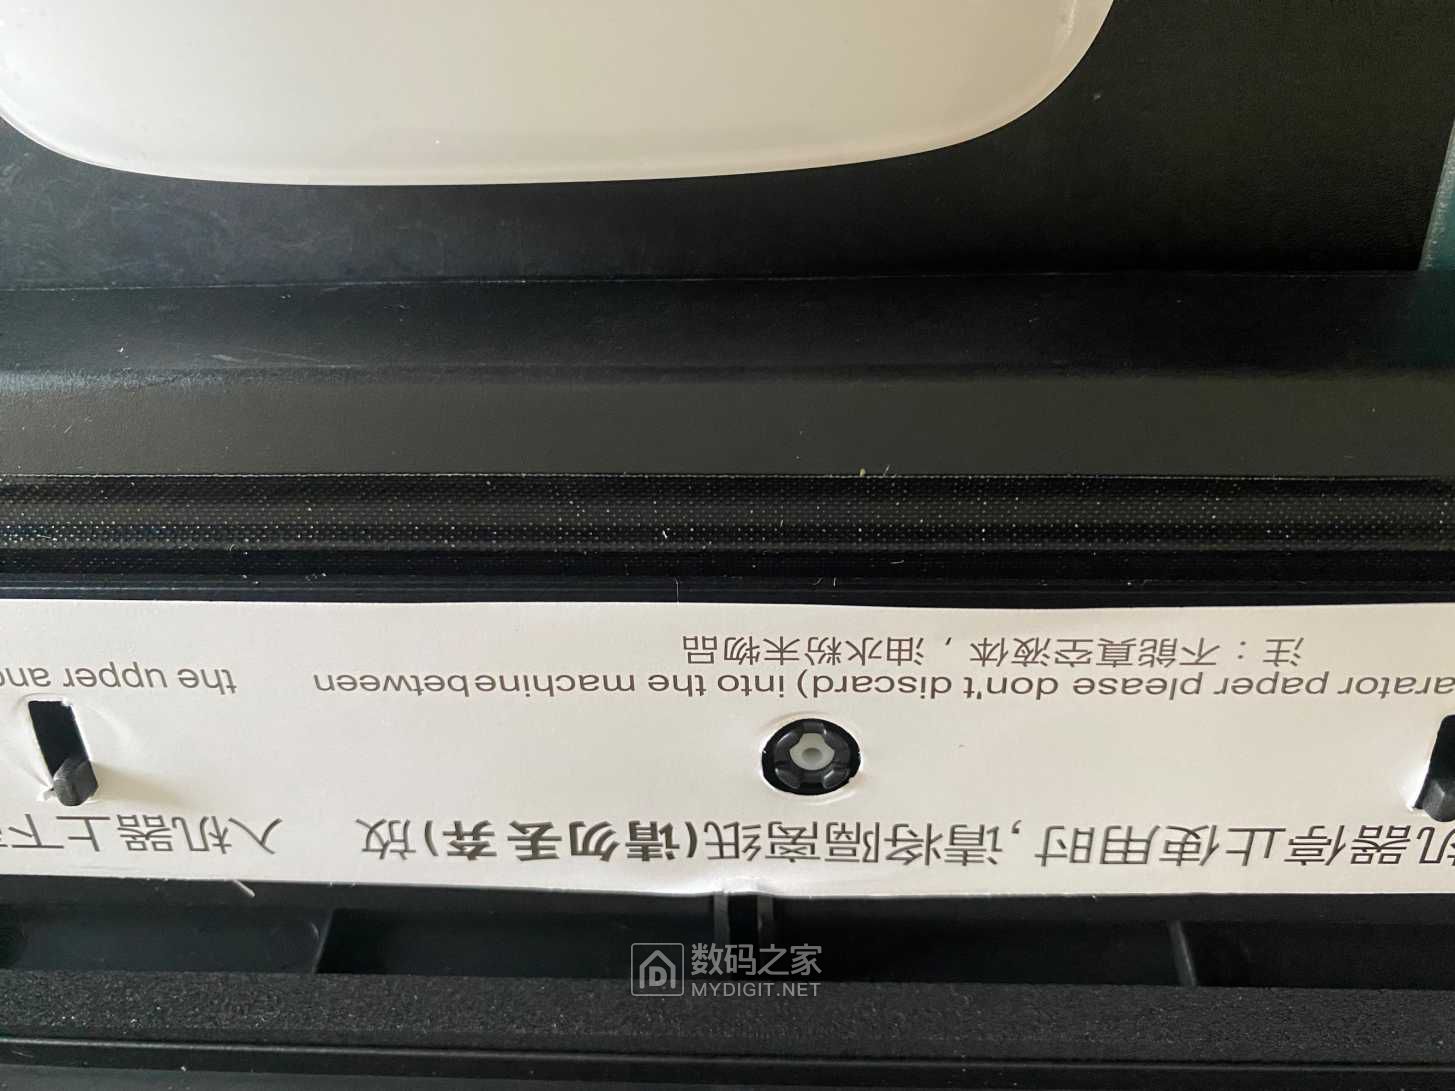 机器停止使用时,请将隔离纸(请勿丢弃)放 入机器上下
arator paper please don't discard) into the machine between the upper and
注：不能真空液体，油水粉末物品
数码之家
MYDIGIT.NET